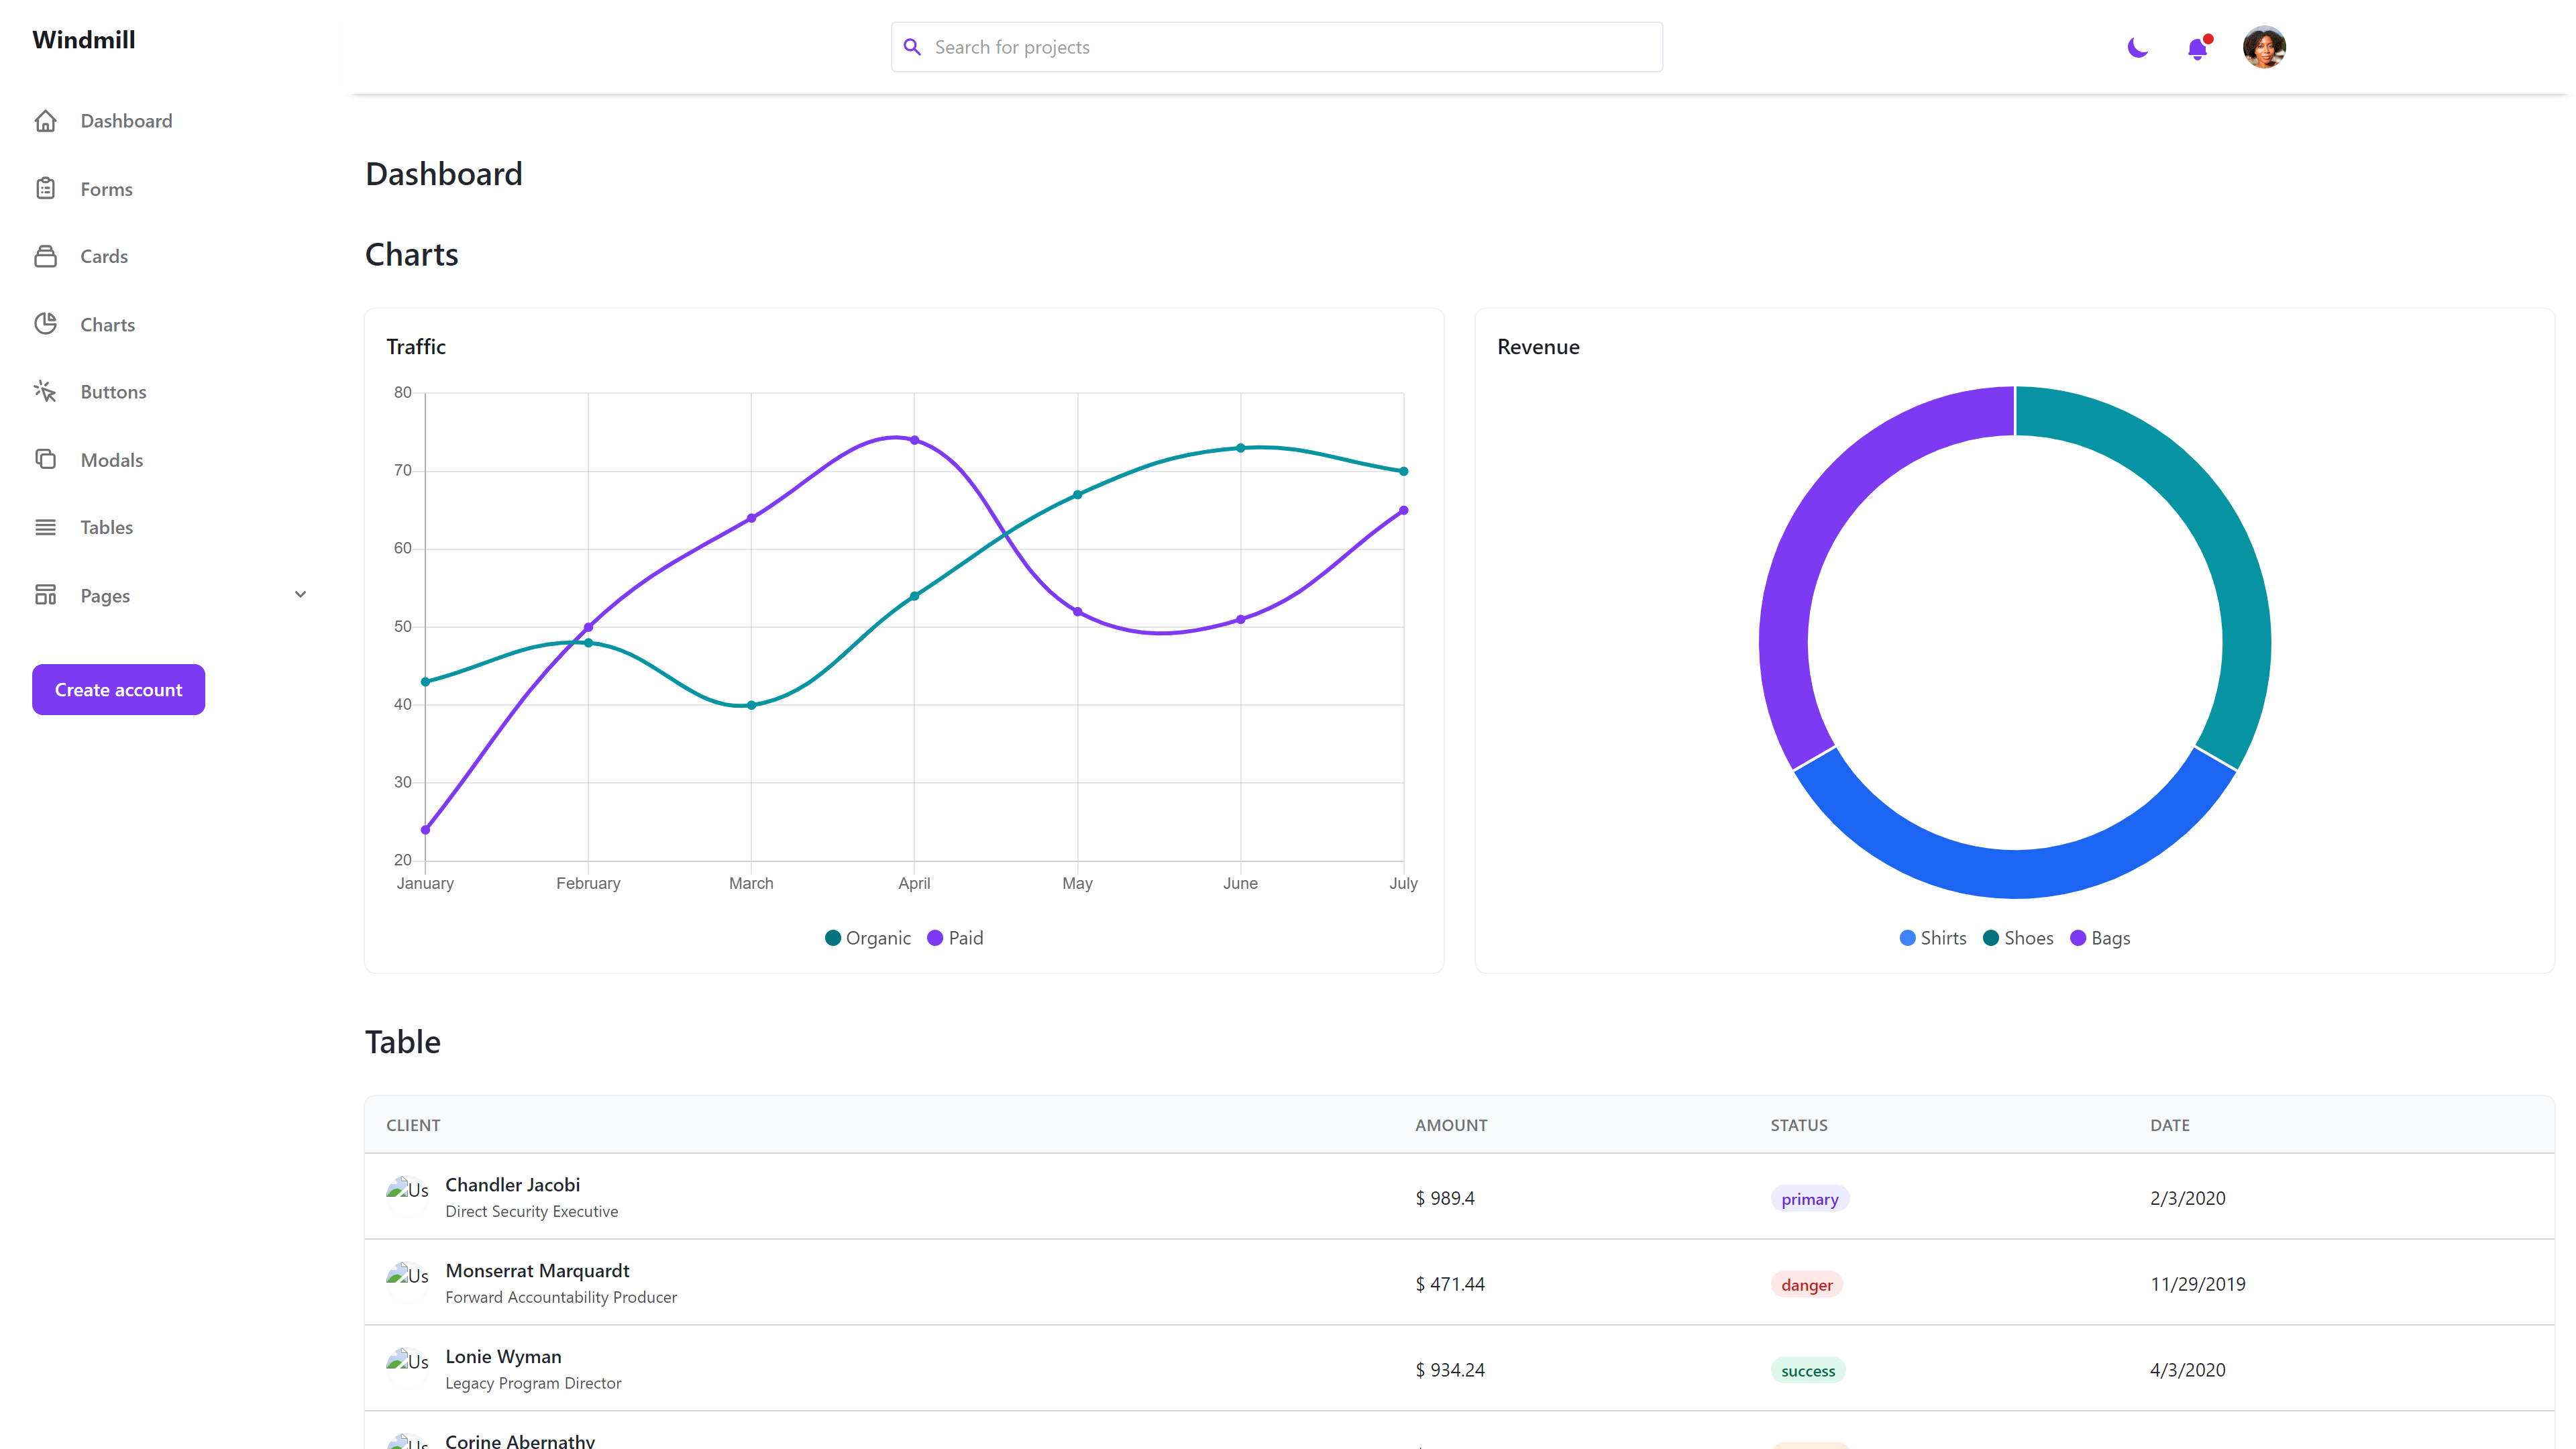 Windmill
Search for projects
Dashboard
Forms
Cards
Charts
Buttons
Modals
Tables
Pages
Create account
Dashboard
Charts
Traffic
80
70
60
50
40
30
20
January February March April May June July
Organic Paid
Revenue
Shirts Shoes Bags
Table
CLIENT AMOUNT STATUS DATE
Us
Chandler Jacobi
Direct Security Executive
$ 989.4 primary 2/3/2020
Us
Monserrat Marquardt
Forward Accountability Producer
$ 471.44 danger 11/29/2019
Us
Lonie Wyman
Legacy Program Director
$ 934.24 success 4/3/2020
Us
Corine Abernathy